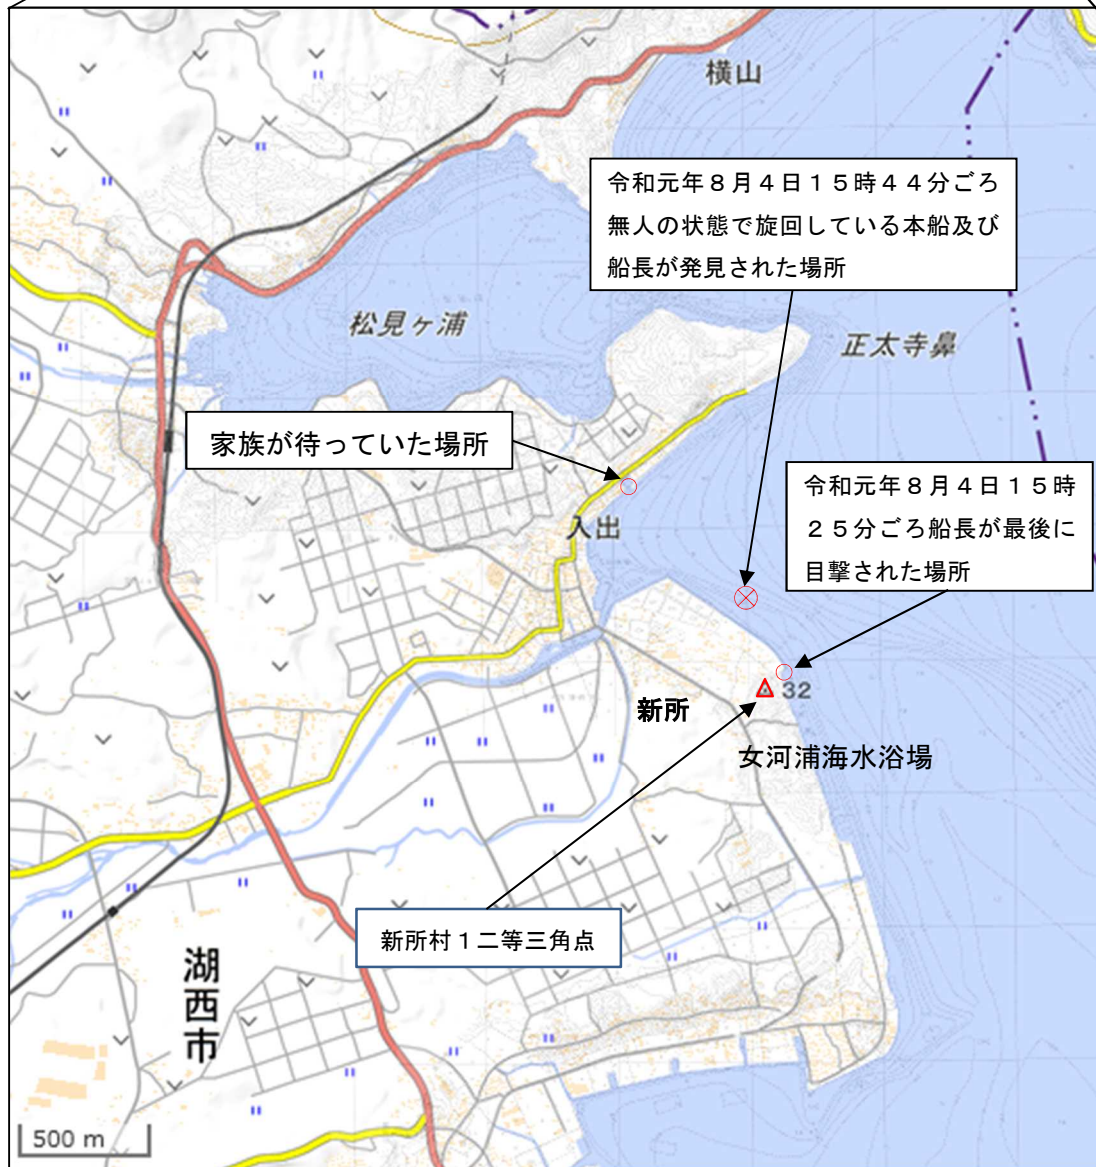 横山
令和元年８月４日１５時４４分ごろ
無人の状態で旋回している本船及び
船長が発見された場所
松見ヶ浦
正太寺鼻
家族が待っていた場所
令和元年８月４日１５時
２５分ごろ船長が最後に
目撃された場所
入出
32
新所
女河浦海水浴場
新所村１二等三角点
湖西市
500 m